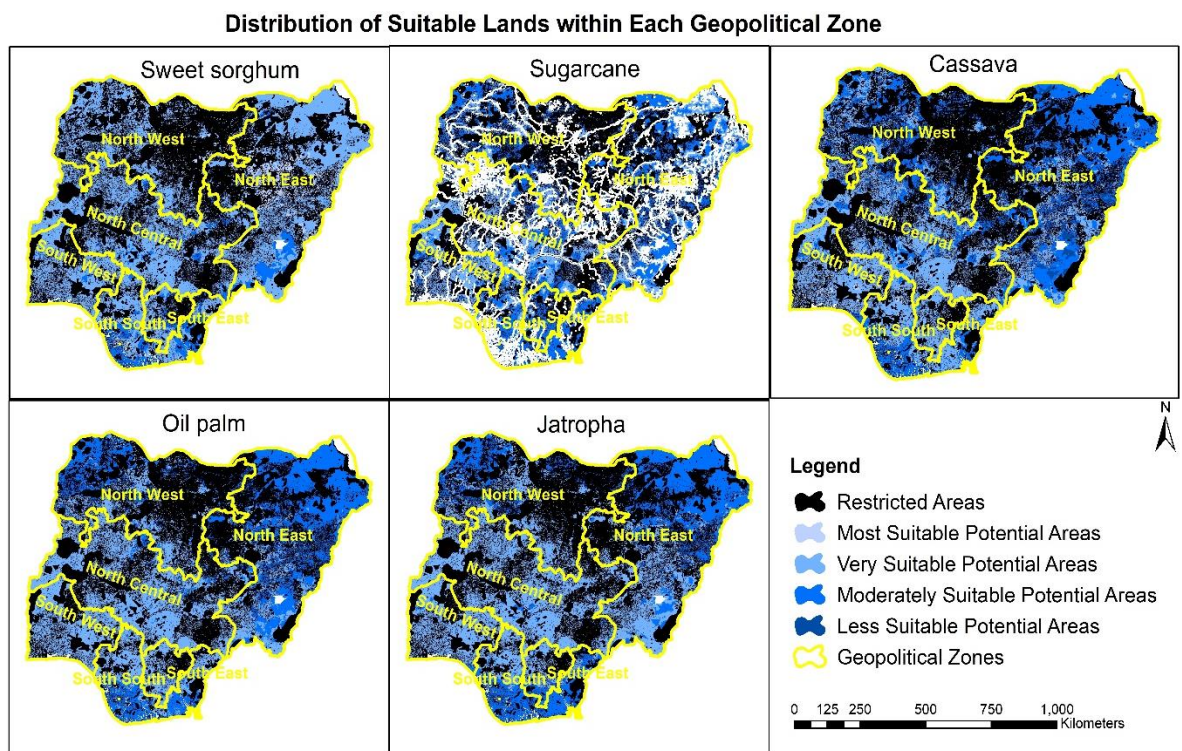 Distribution of Suitable Lands within Each Geopolitical Zone
Sweet sorghum
North West
North East
North Central
South West
South South
South East
Sugarcane
North West
North East
North Central
South West
South South
South East
Cassava
North West
North East
North Central
South West
South South
South East
Oil palm
North West
North East
North Central
South West
South South
South East
Jatropha
North West
North East
North Central
South West
South South
South East
N
Legend
Restricted Areas
Most Suitable Potential Areas
Very Suitable Potential Areas
Moderately Suitable Potential Areas
Less Suitable Potential Areas
Geopolitical Zones
0 125 250 500 750 1,000
Kilometers